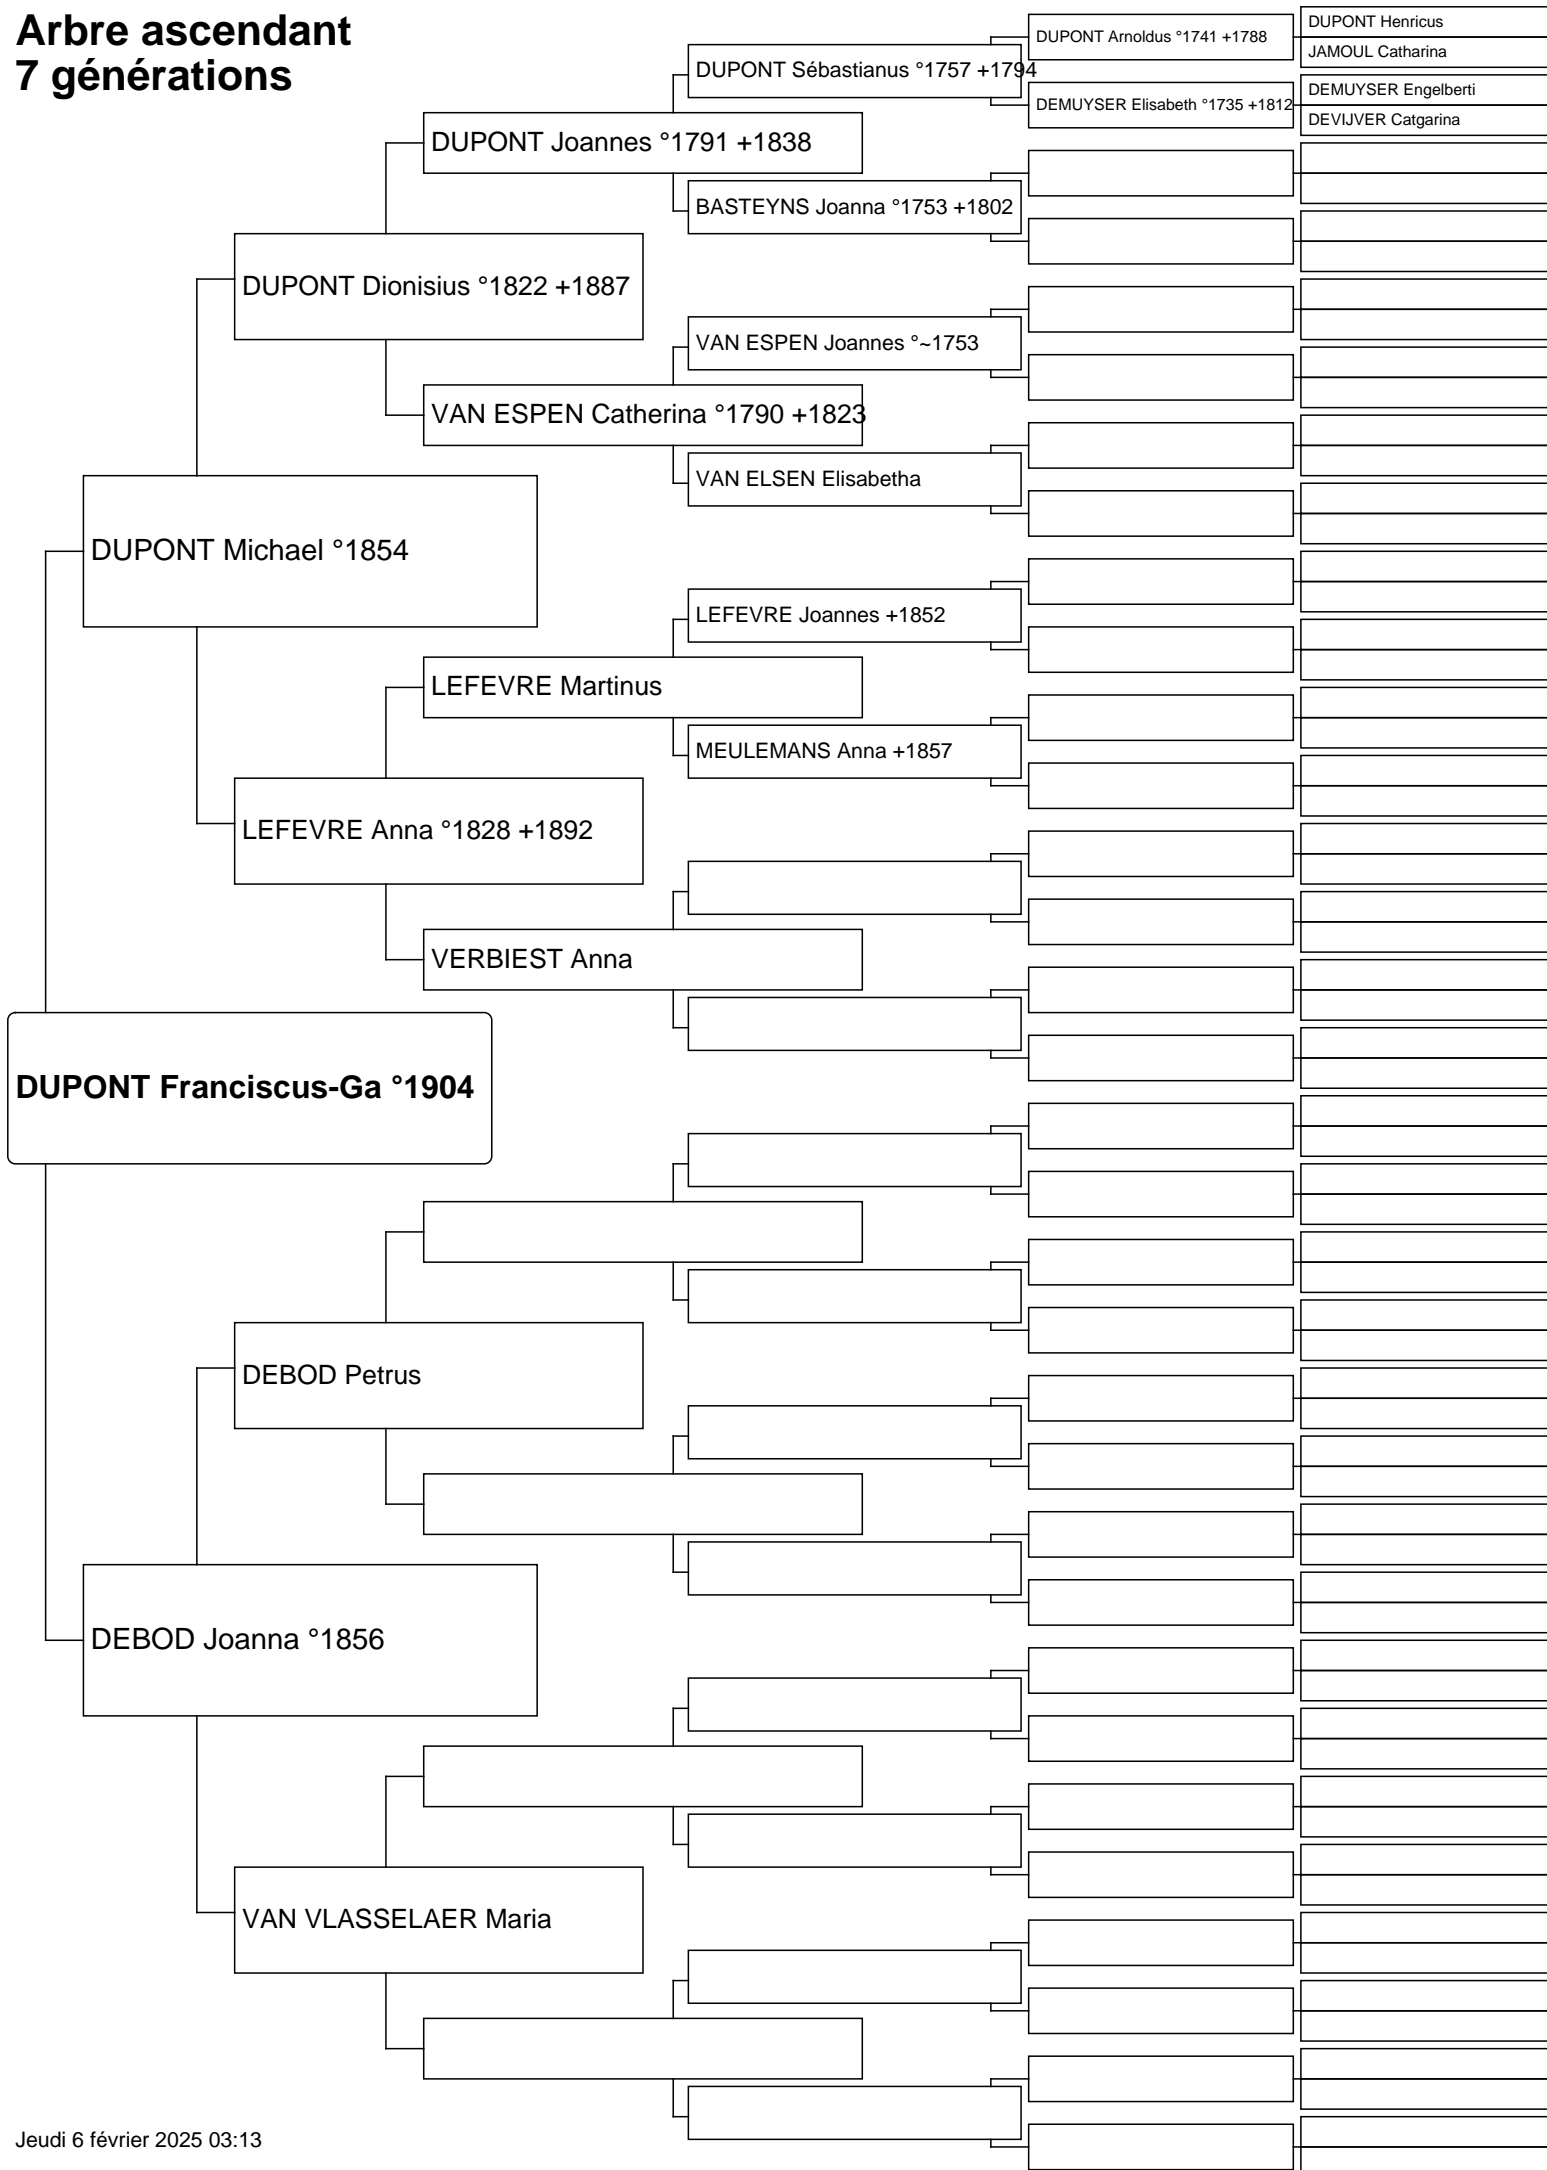 Arbre ascendant
7 générations
DUPONT Henricus
DUPONT Arnoldus °1741 +1788
JAMOUL Catharina
DUPONT Sébastianus °1757 +1794
DEMUYSER Engelberti
DEMUYSER Elisabeth °1735 +1812
DEVIJVER Catgarina
DUPONT Joannes °1791 +1838
BASTEYNS Joanna °1753 +1802
DUPONT Dionisius °1822 +1887
VAN ESPEN Joannes °~1753
VAN ESPEN Catherina °1790 +1823
VAN ELSEN Elisabetha
DUPONT Michael °1854
LEFEVRE Joannes +1852
LEFEVRE Martinus
MEULEMANS Anna +1857
LEFEVRE Anna °1828 +1892
VERBIEST Anna
DUPONT Franciscus-Ga °1904
DEBOD Petrus
DEBOD Joanna °1856
VAN VLASSELAER Maria
Jeudi 6 février 2025 03:13